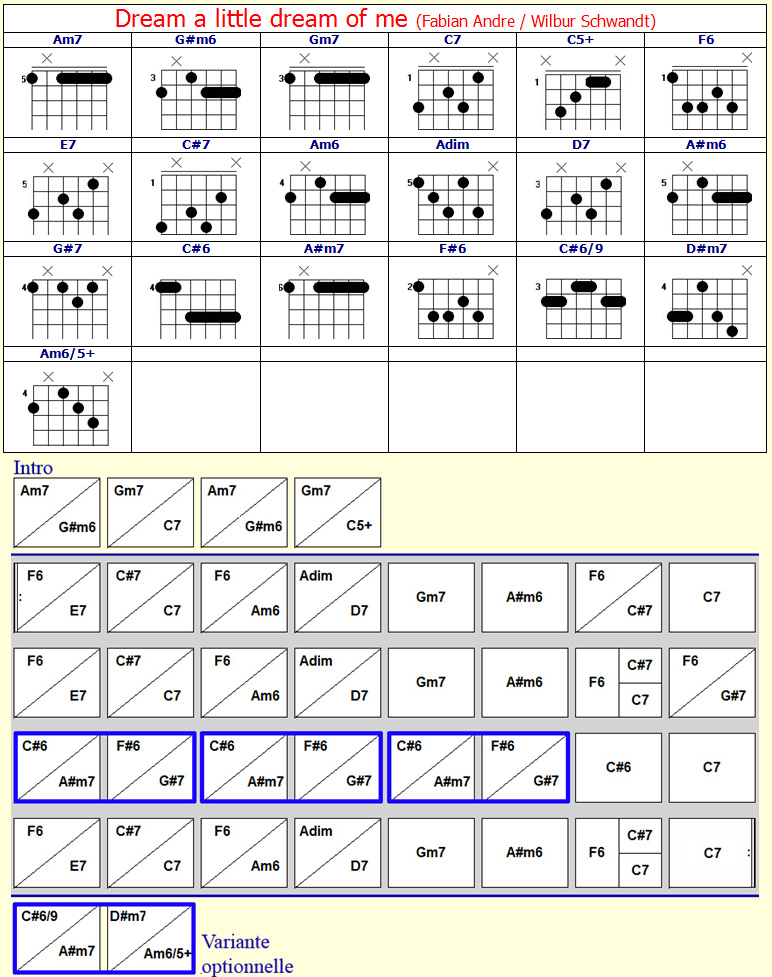 Dream a little dream of me (Fabian Andre / Wilbur Schwandt)
Am7 G#m6 Gm7 C7 C5+ F6
5 3 3 1 1 1
E7 C#7 Am6 Adim D7 A#m6
5 1 4 5 3 5
G#7 C#6 A#m7 F#6 C#6/9 D#m7
4 4 6 2 3 4
Am6/5+
4
Intro
Am7 G#m6 Gm7 C7 Am7 G#m6 Gm7 C5+
: F6 E7 C#7 C7 F6 Am6 Adim D7 Gm7 A#m6 F6 C#7 C7
F6 E7 C#7 C7 F6 Am6 Adim D7 Gm7 A#m6 F6 C#7 C7 F6 G#7
C#6 A#m7 F#6 G#7 C#6 A#m7 F#6 G#7 C#6 A#m7 F#6 G#7 C#6 C7
F6 E7 C#7 C7 F6 Am6 Adim D7 Gm7 A#m6 F6 C#7 C7 C7 :
C#6/9 A#m7 D#m7 Am6/5+
Variante
optionnelle